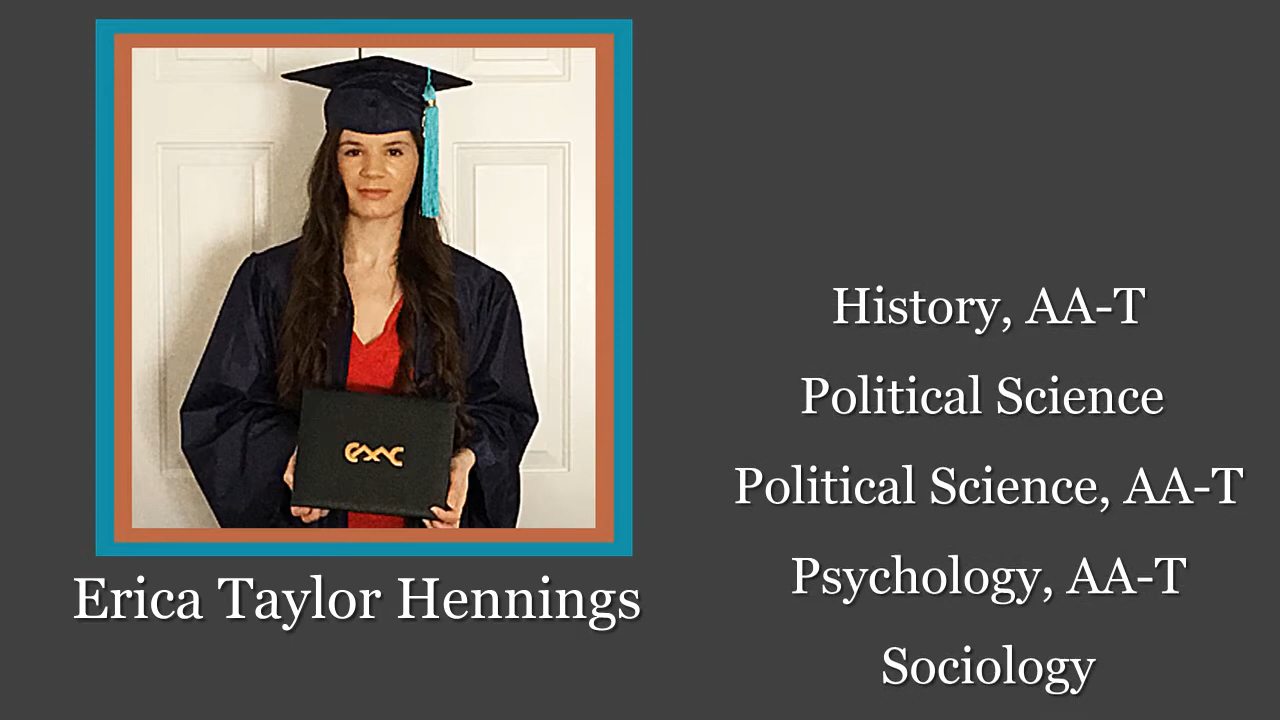 Erica Taylor Hennings
History, AA-T
Political Science
Political Science, AA-T
Psychology, AA-T
Sociology